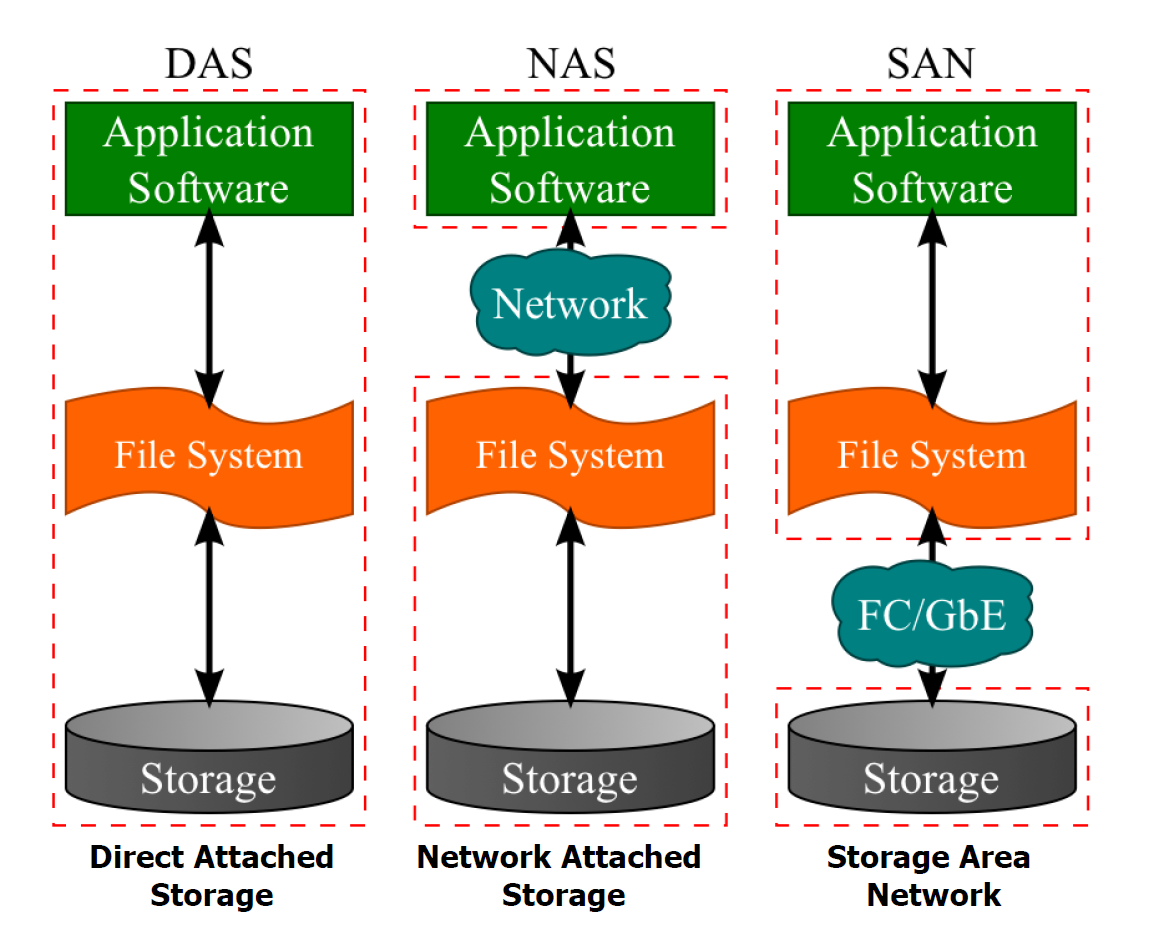 DAS
Application
Software
File System
Storage
Direct Attached
Storage
NAS
Application
Software
Network
File System
Storage
Network Attached
Storage
SAN
Application
Software
File System
FC/GbE
Storage
Storage Area
Network